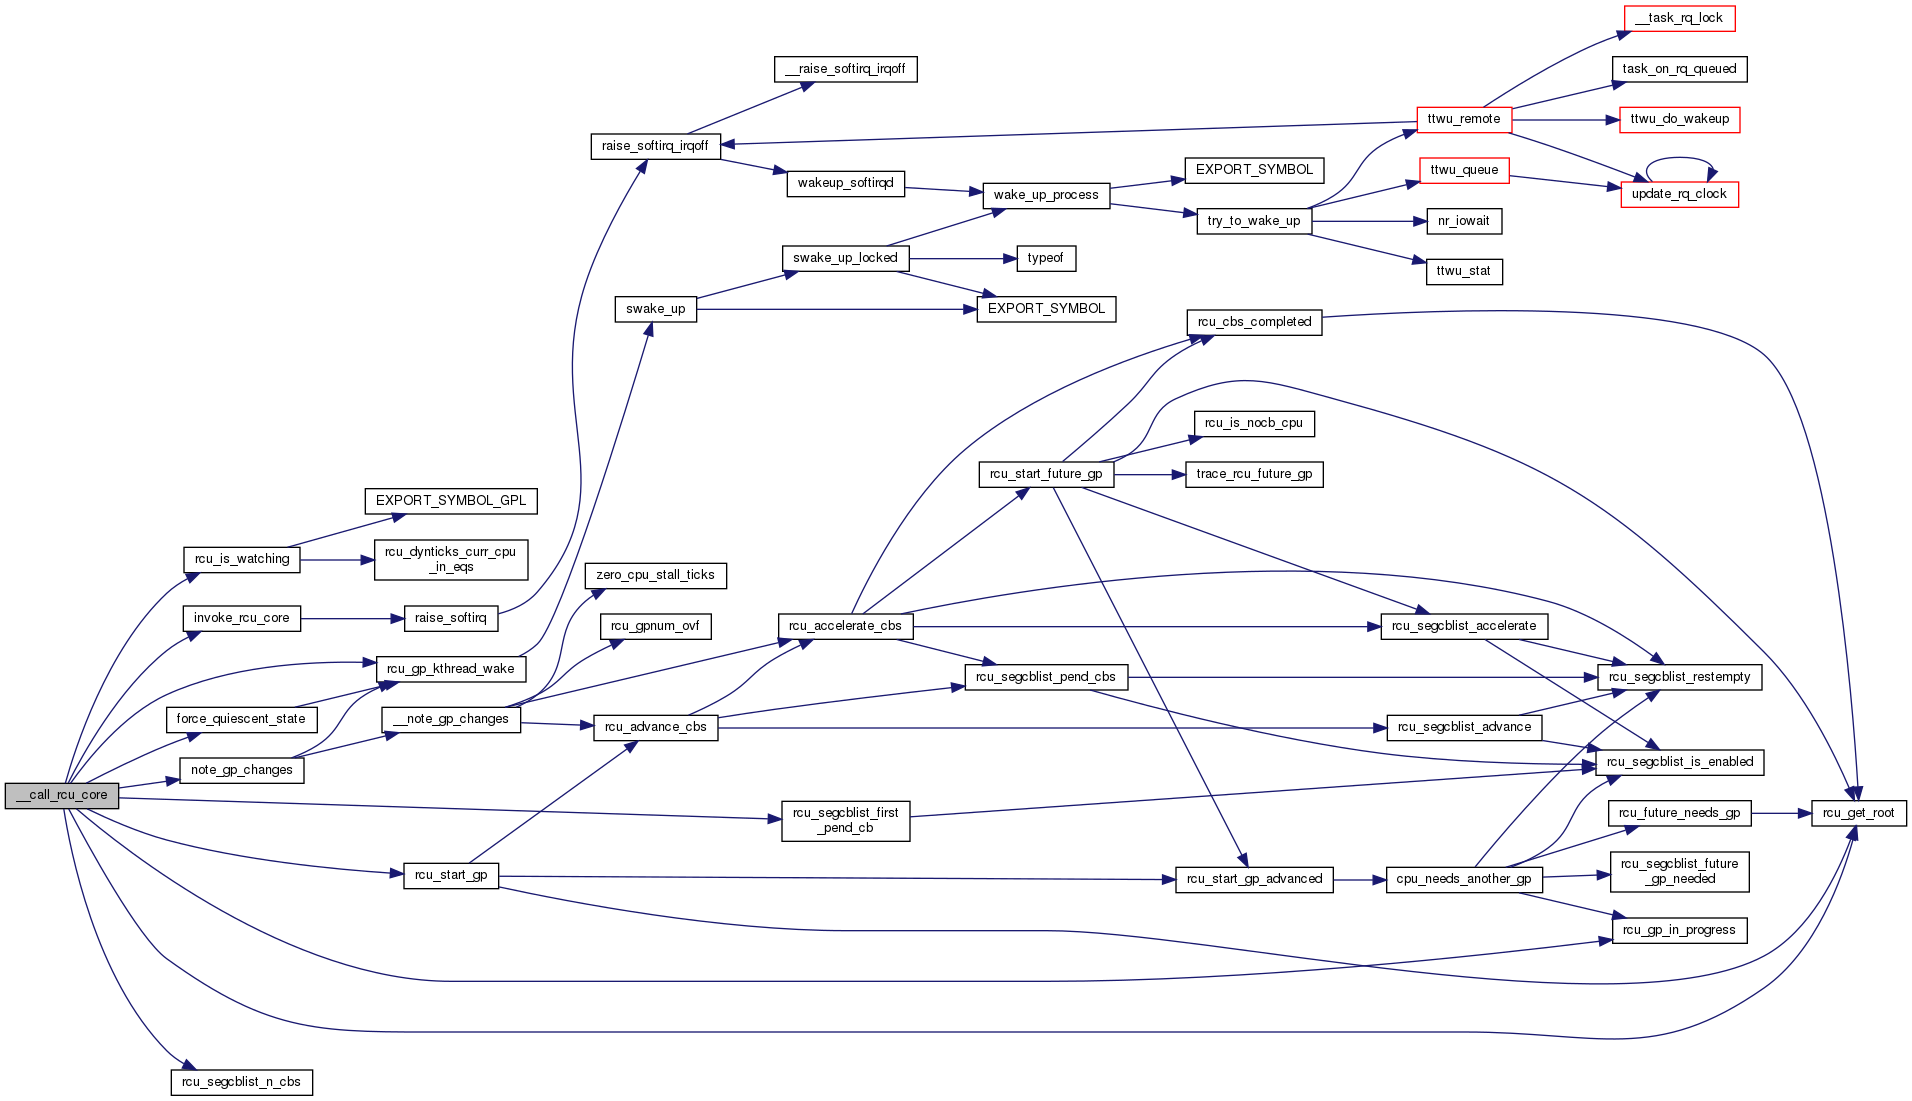 __task_rq_lock
__raise_softirq_irqoff
task_on_rq_queued
ttwu_remote
ttwu_do_wakeup
raise_softirq_irqoff
EXPORT_SYMBOL
ttwu_queue
wakeup_softirqd
wake_up_process
update_rq_clock
try_to_wake_up
nr_iowait
swake_up_locked
typeof
ttwu_stat
swake_up
EXPORT_SYMBOL
rcu_cbs_completed
rcu_is_nocb_cpu
rcu_start_future_gp
trace_rcu_future_gp
EXPORT_SYMBOL_GPL
rcu_is_watching
rcu_dynticks_curr_cpu
_in_eqs
zero_cpu_stall_ticks
invoke_rcu_core
raise_softirq
rcu_gpnum_ovf
rcu_accelerate_cbs
rcu_segcblist_accelerate
rcu_gp_kthread_wake
rcu_segcblist_pend_cbs
rcu_segcblist_restempty
force_quiescent_state
__note_gp_changes
rcu_advance_cbs
rcu_segcblist_advance
note_gp_changes
rcu_segcblist_is_enabled
__call_rcu_core
rcu_segcblist_first
_pend_cb
rcu_future_needs_gp
rcu_get_root
rcu_start_gp
rcu_start_gp_advanced
cpu_needs_another_gp
rcu_segcblist_future
_gp_needed
rcu_gp_in_progress
rcu_segcblist_n_cbs